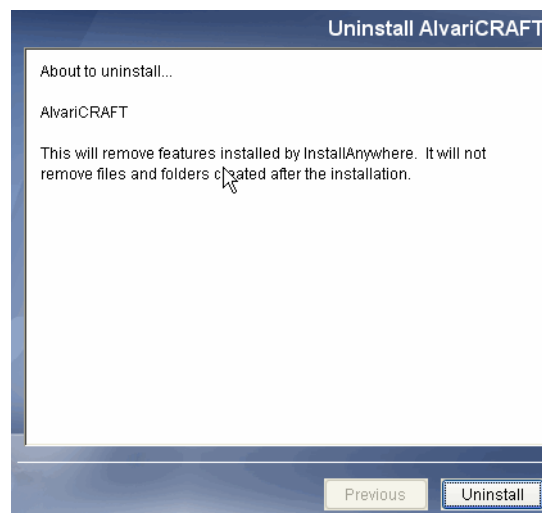 Uninstall AlvariCRAFT
About to uninstall...
AlvariCRAFT
This will remove features installed by InstallAnywhere. It will not
remove files and folders created after the installation.
Previous
Uninstall